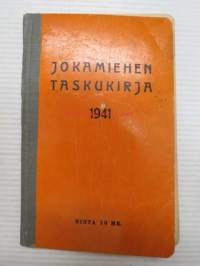 JOKAMIEHEN
TASKUKIRJA
1941
HINTA 10 MK.